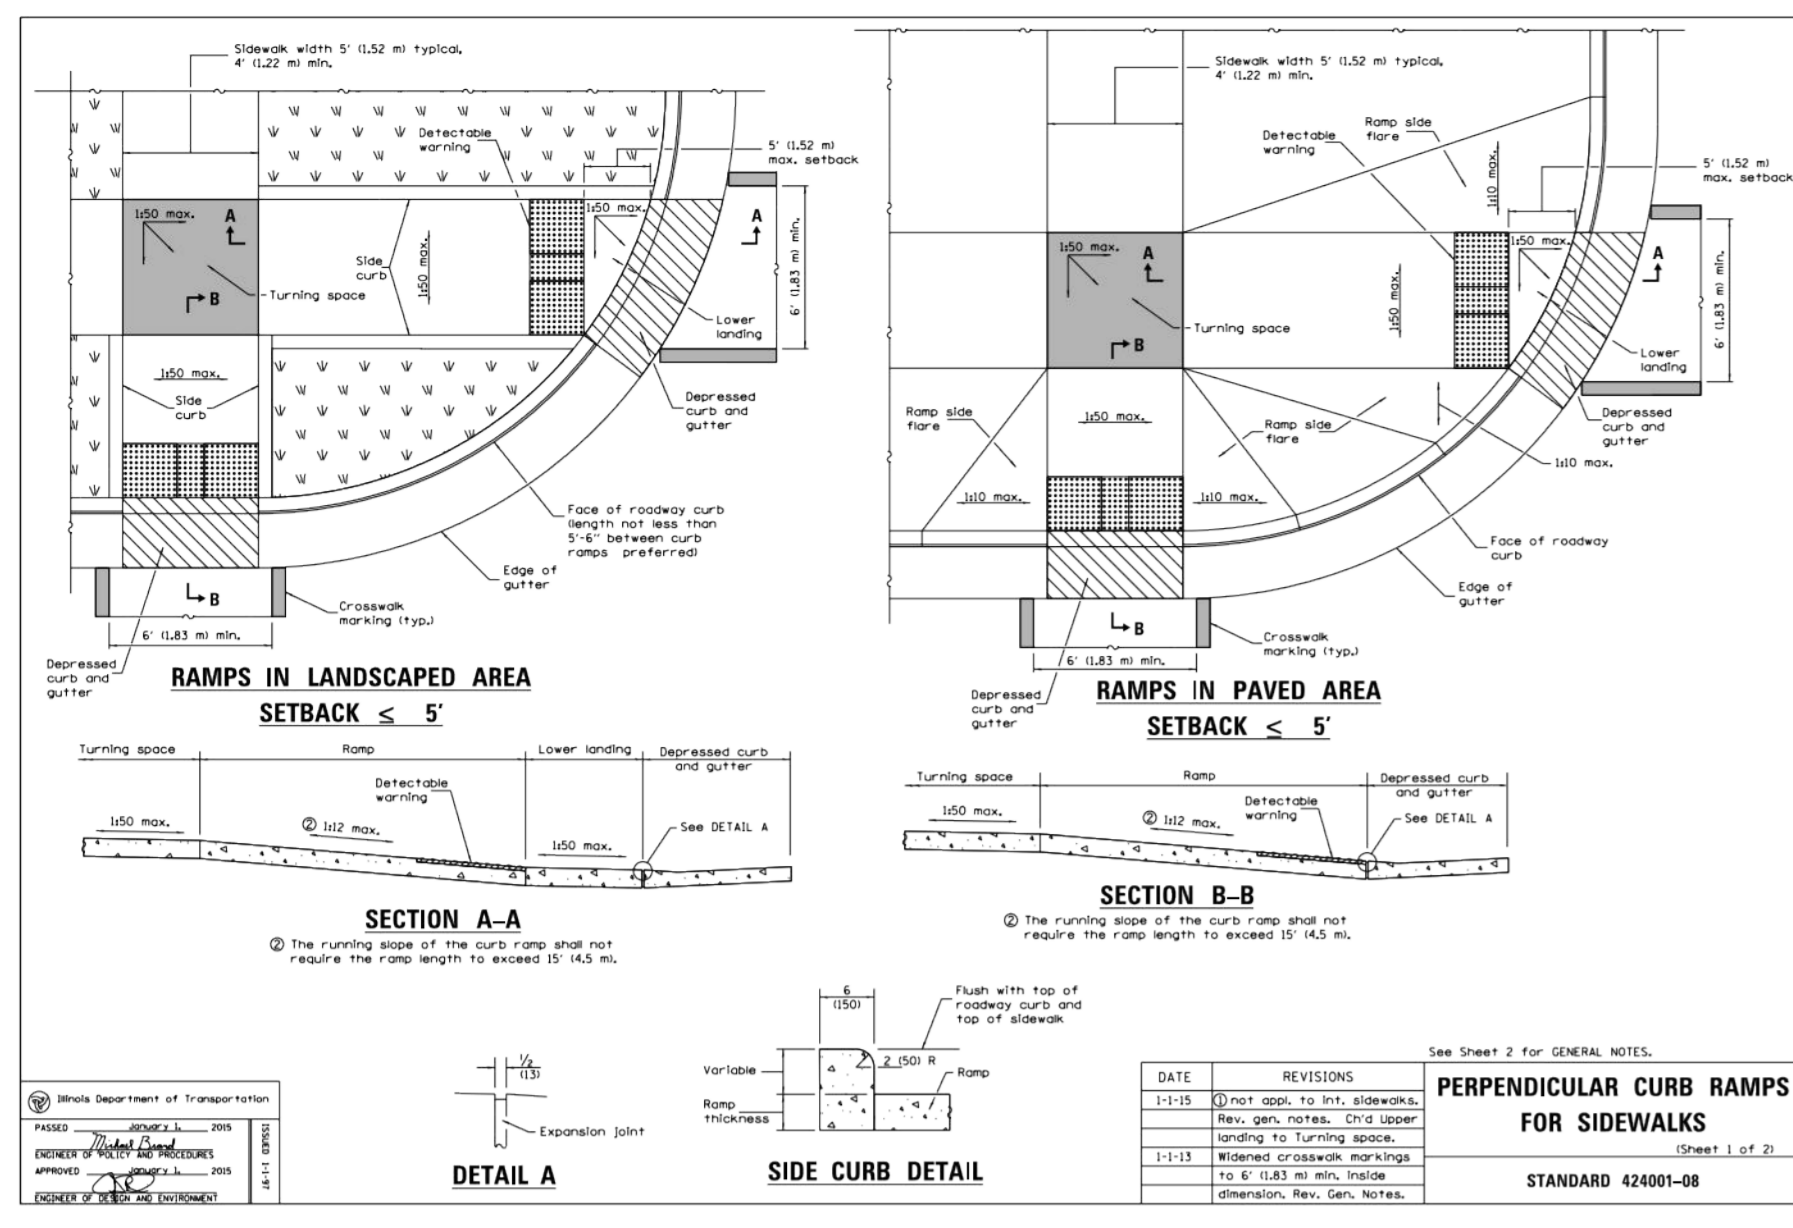 Sidewalk width 5' (1.52 m) typical,
4' (1.22 m) min.
Detectable
warning
5' (1.52 m)
max. setback
1:50 max.
A
1:50 max.
A
Side
curb
1:50 max.
6' (1.83 m) min.
B
Turning space
Lower
landing
1:50 max.
Side
curb
Depressed
curb and
gutter
Face of roadway curb
(length not less than
5'-6" between curb
ramps preferred)
Edge of
gutter
B
Crosswalk
marking (typ.)
6' (1.83 m) min.
Depressed
curb and
gutter
RAMPS IN LANDSCAPED AREA
SETBACK ≤ 5'
Sidewalk width 5' (1.52 m) typical,
4' (1.22 m) min.
Ramp side
flare
Detectable
warning
1:10 max.
5' (1.52 m)
max. setback
1:50 max.
A
1:50 max.
A
1:50 max.
6' (1.83 m) min.
Turning space
B
Lower
landing
Ramp side
flare
1:50 max.
Ramp side
flare
Depressed
curb and
gutter
1:10 max.
1:10 max.
1:10 max.
Face of roadway
curb
Edge of
gutter
B
Crosswalk
marking (typ.)
6' (1.83 m) min.
Depressed
curb and
gutter
RAMPS IN PAVED AREA
SETBACK ≤ 5'
Turning space
Ramp
Lower landing
Depressed curb
and gutter
Detectable
warning
1:50 max.
② 1:12 max.
1:50 max.
See DETAIL A
SECTION A–A
② The running slope of the curb ramp shall not
require the ramp length to exceed 15' (4.5 m).
Turning space
Ramp
Depressed curb
and gutter
Detectable
warning
1:50 max.
② 1:12 max.
See DETAIL A
SECTION B–B
② The running slope of the curb ramp shall not
require the ramp length to exceed 15' (4.5 m).
1/2
(13)
Expansion joint
DETAIL A
6
(150)
Flush with top of
roadway curb and
top of sidewalk
2 (50) R
Variable
Ramp
Ramp
thickness
SIDE CURB DETAIL
Illinois Department of Transportation
PASSED January 1, 2015
Michael Brand
ENGINEER OF POLICY AND PROCEDURES
APPROVED January 1, 2015
ENGINEER OF DESIGN AND ENVIRONMENT
ISSUED 1-1-97
See Sheet 2 for GENERAL NOTES.
DATE REVISIONS
1-1-15 ① not appl. to int. sidewalks.
Rev. gen. notes. Ch'd Upper
landing to Turning space.
1-1-13 Widened crosswalk markings
to 6' (1.83 m) min. inside
dimension. Rev. Gen. Notes.
PERPENDICULAR CURB RAMPS
FOR SIDEWALKS
(Sheet 1 of 2)
STANDARD 424001–08